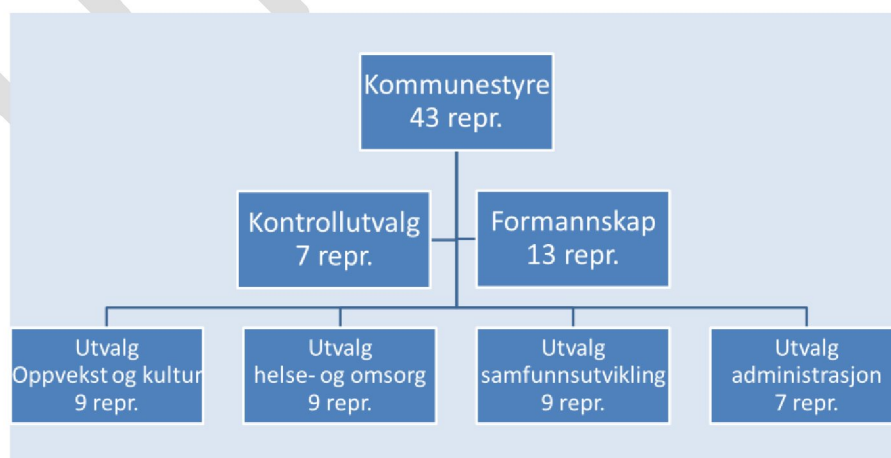 Kommunestyre
43 repr.
Kontrollutvalg
7 repr.
Formannskap
13 repr.
Utvalg
Oppvekst og kultur
9 repr.
Utvalg
helse- og omsorg
9 repr.
Utvalg
samfunnsutvikling
9 repr.
Utvalg
administrasjon
7 repr.